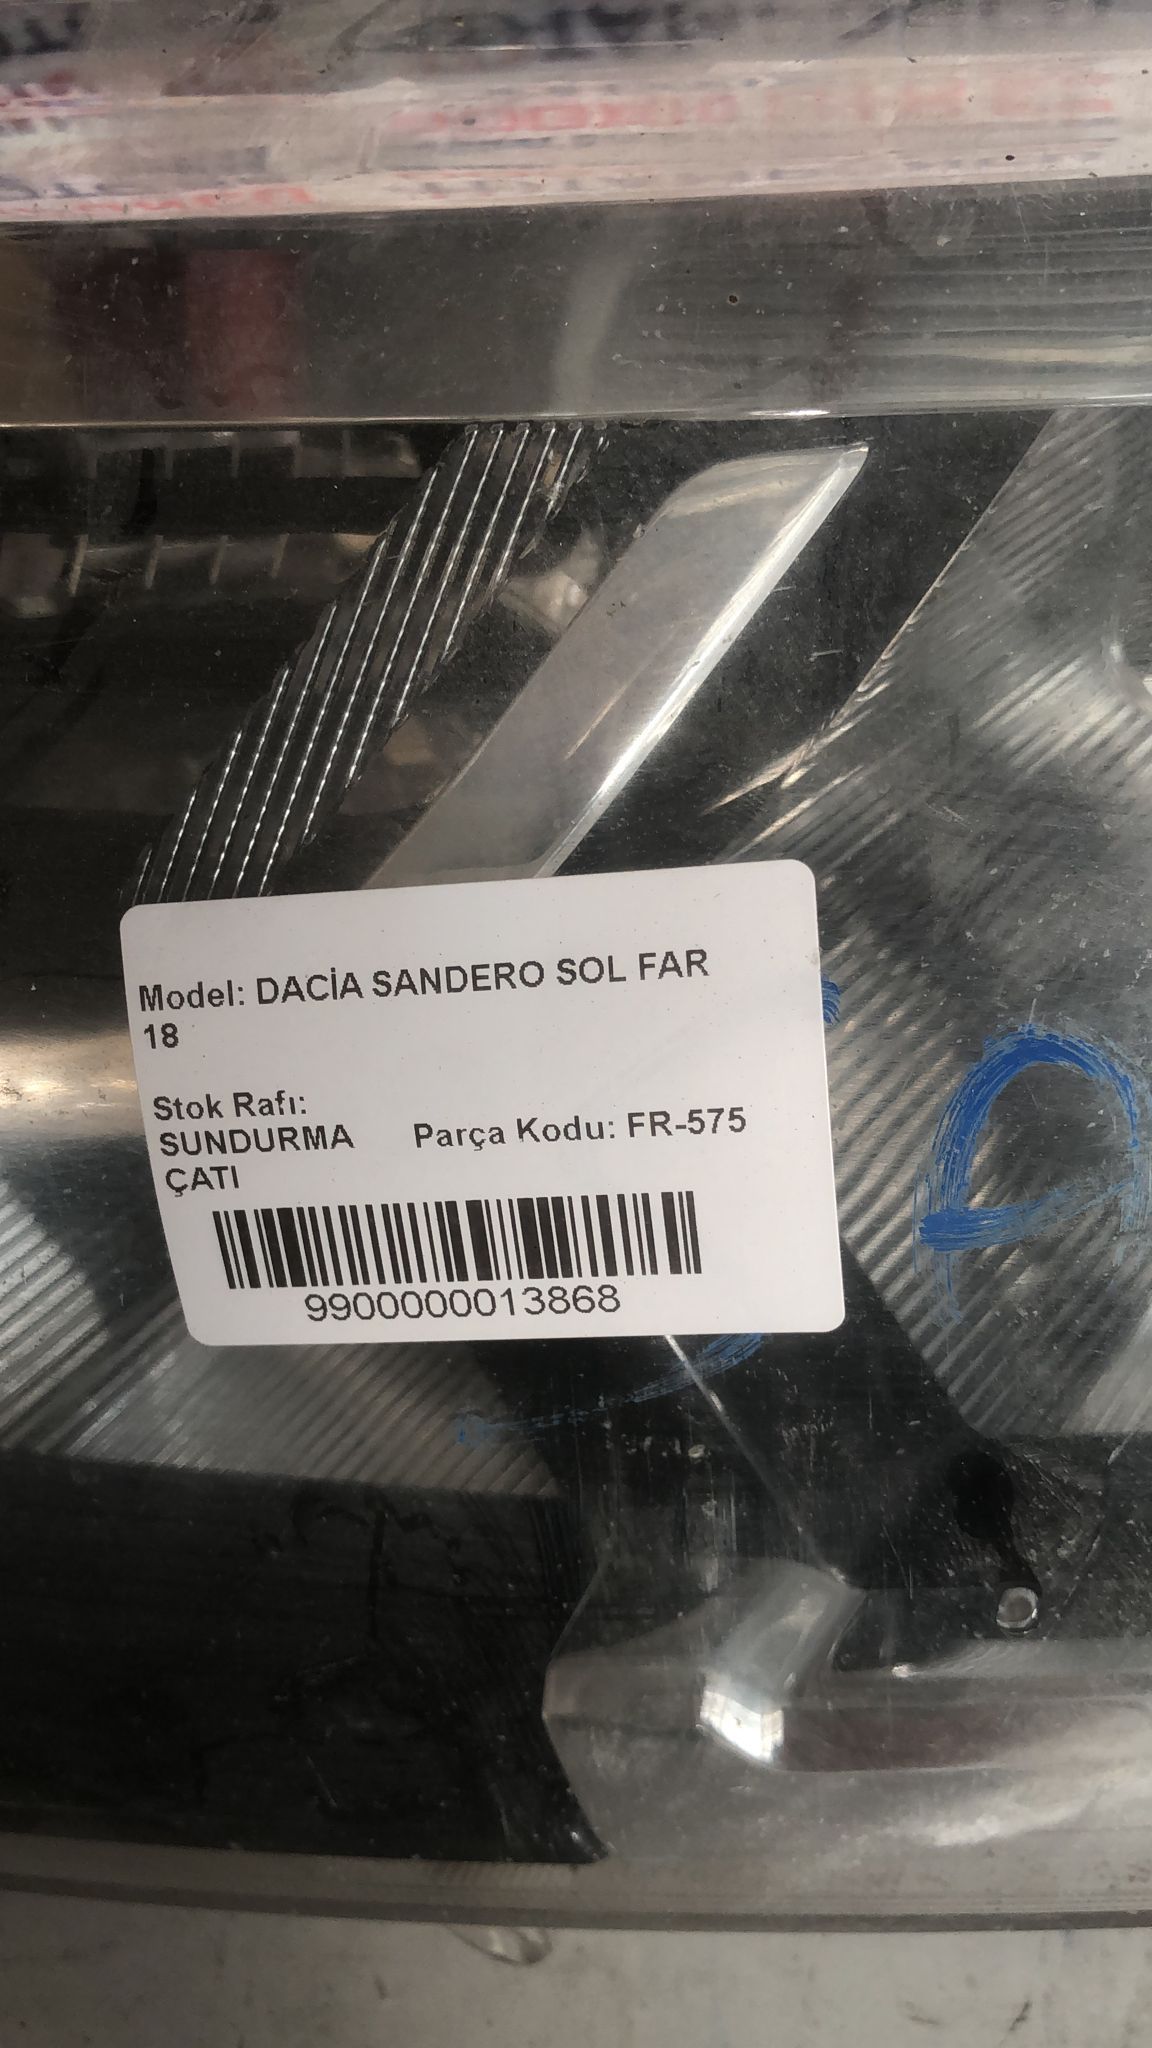 Model: DACİA SANDERO SOL FAR
18
Stok Rafı:
SUNDURMA
ÇATI
Parça Kodu: FR-575
9900000013868